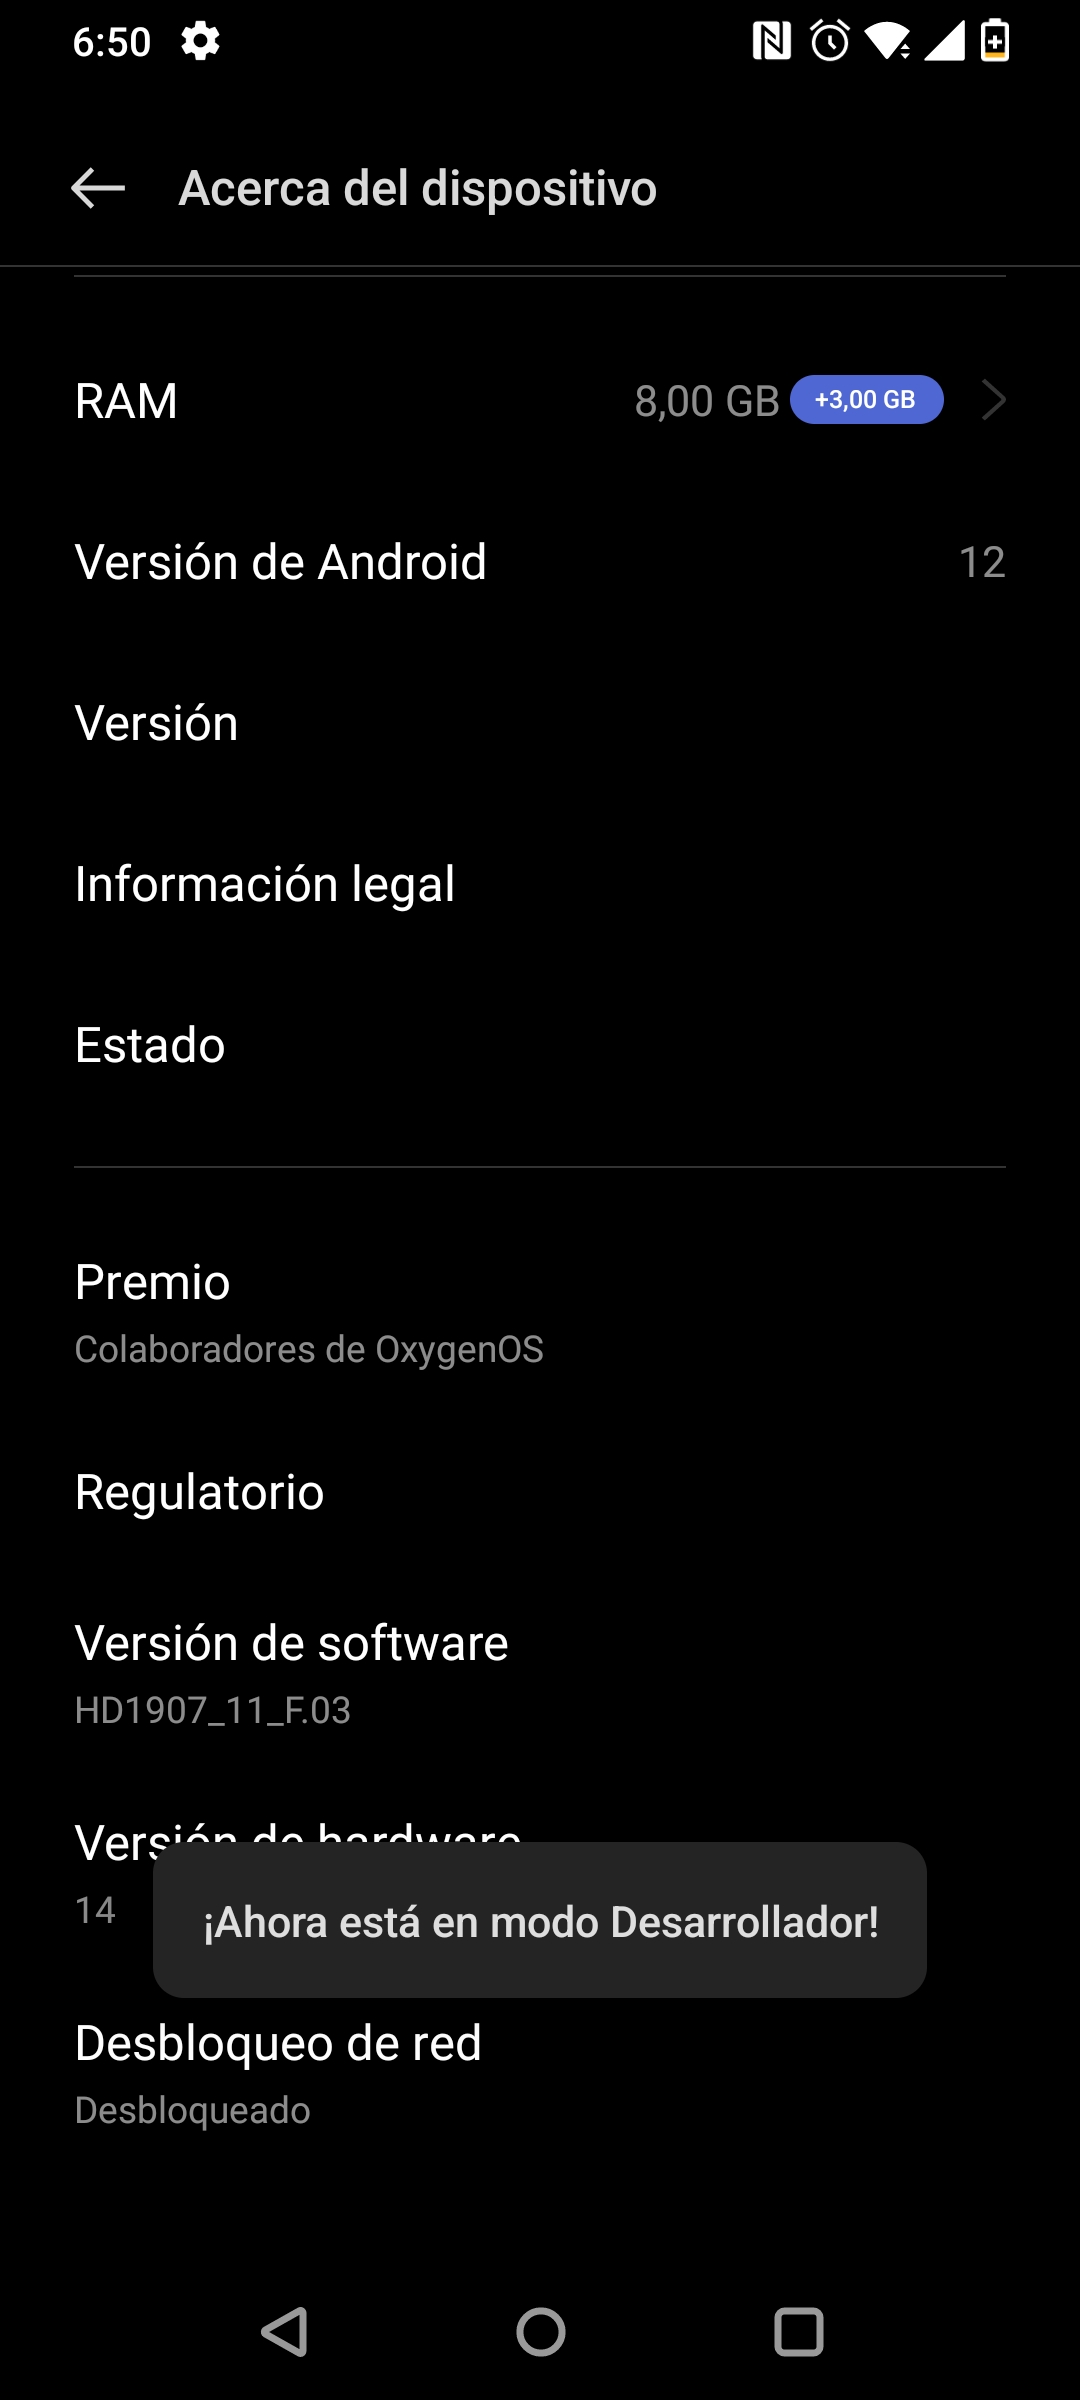 6:50
Acerca del dispositivo
RAM 8,00 GB +3,00 GB
Versión de Android 12
Versión
Información legal
Estado
Premio
Colaboradores de OxygenOS
Regulatorio
Versión de software
HD1907_11_F.03
Versión de hardware
14
¡Ahora está en modo Desarrollador!
Desbloqueo de red
Desbloqueado